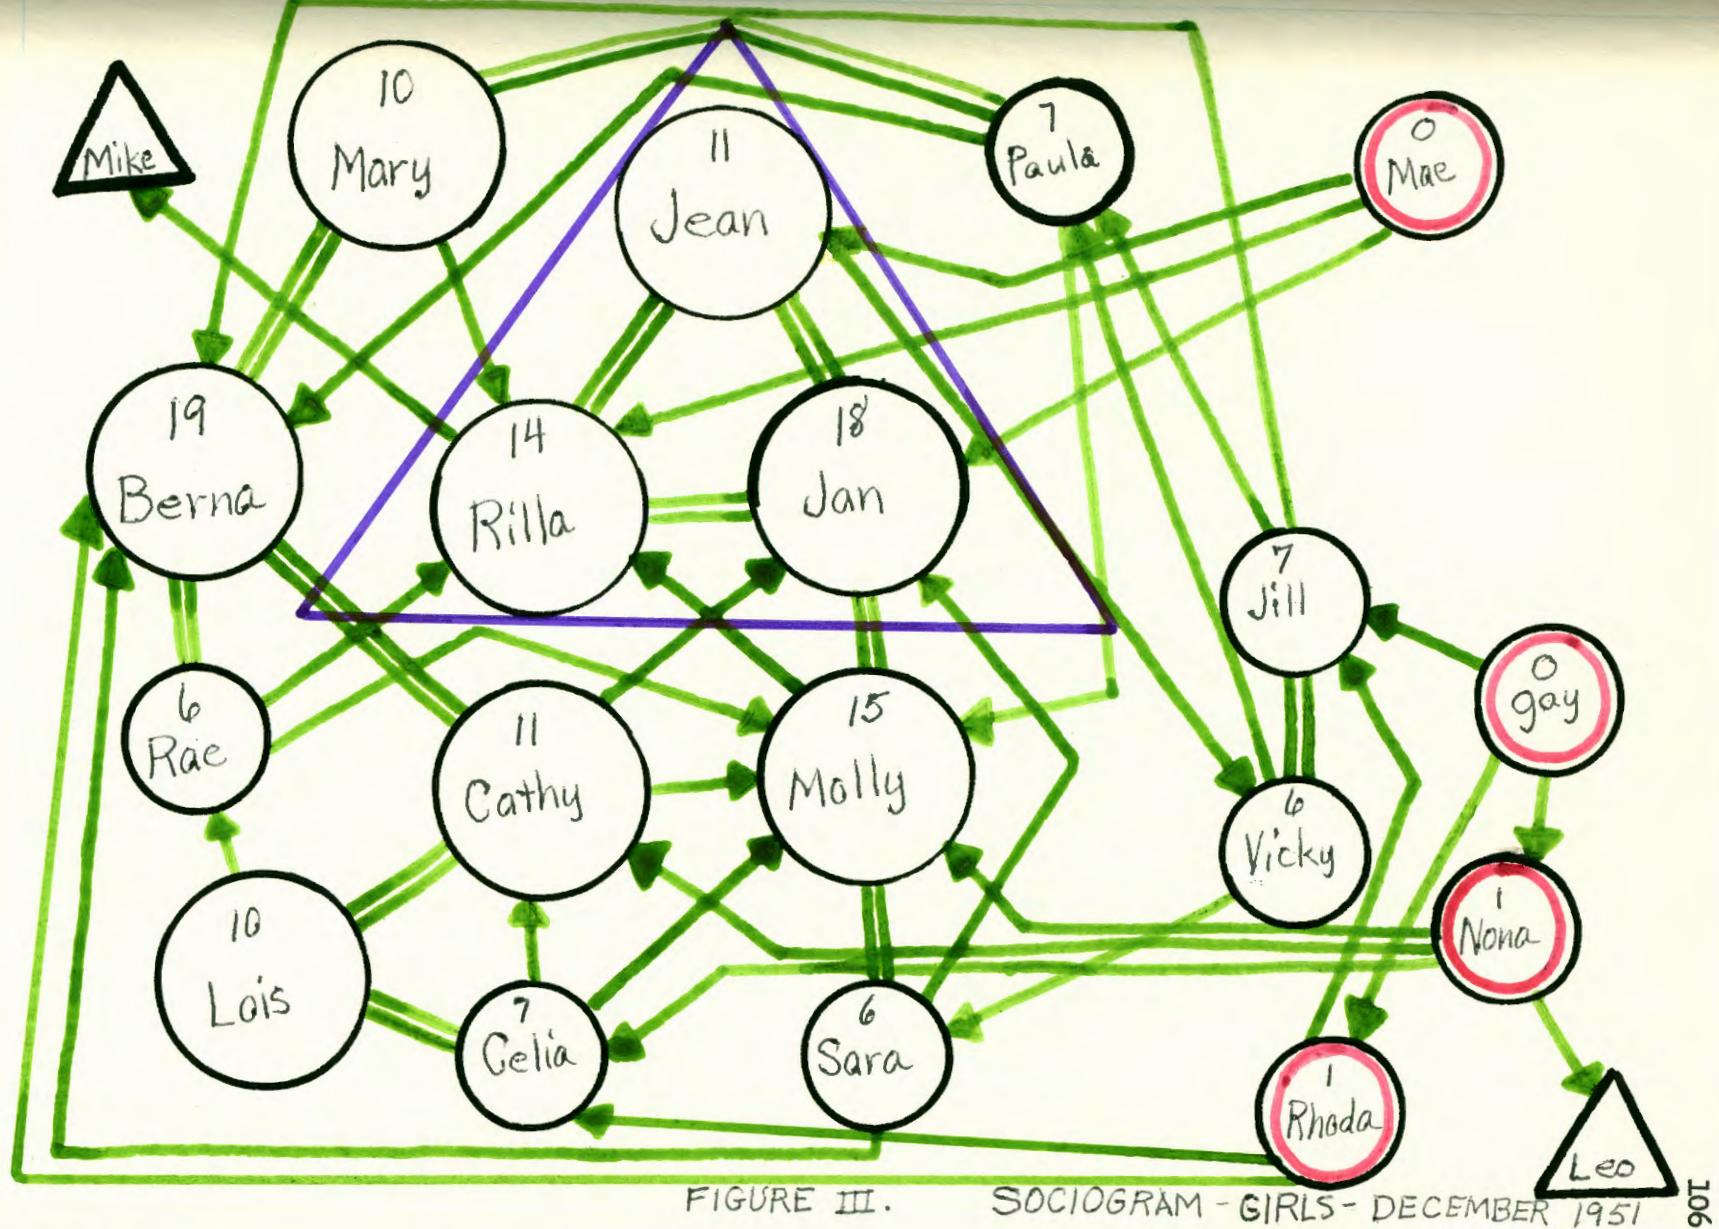 Mike
10
Mary
11
Jean
7
Paula
0
Mae
19
Berna
14
Rilla
18
Jan
7
Jill
6
Rae
11
Cathy
15
Molly
0
gay
6
Vicky
1
Nona
10
Lois
7
Celia
6
Sara
1
Rhoda
Leo
FIGURE III. SOCIOGRAM - GIRLS - DECEMBER 1951
106